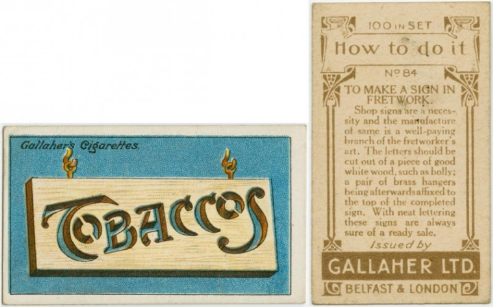 Gallaher's Cigarettes.
TOBACCOS
100 IN SET
How to do it
No 84
TO MAKE A SIGN IN
FRETWORK.
Shop signs are a neces-
sity and the manufacture
of same is a well-paying
branch of the fretworker's
art. The letters should be
cut out of a piece of good
white wood, such as holly;
a pair of brass hangers
being afterwards affixed to
the top of the completed
sign. With neat lettering
these signs are always
sure of a ready sale.
Issued by
GALLAHER LTD.
BELFAST & LONDON